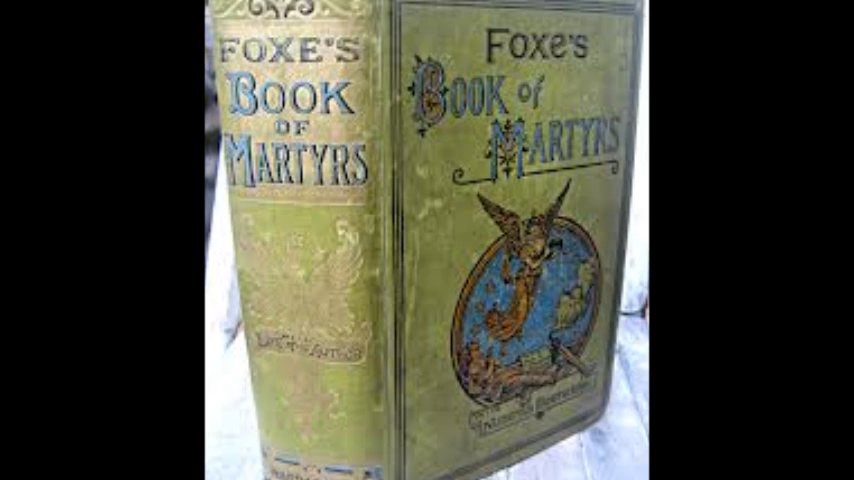 FOXE'S
BOOK
OF
MARTYRS
FOXE'S
BOOK of
MARTYRS